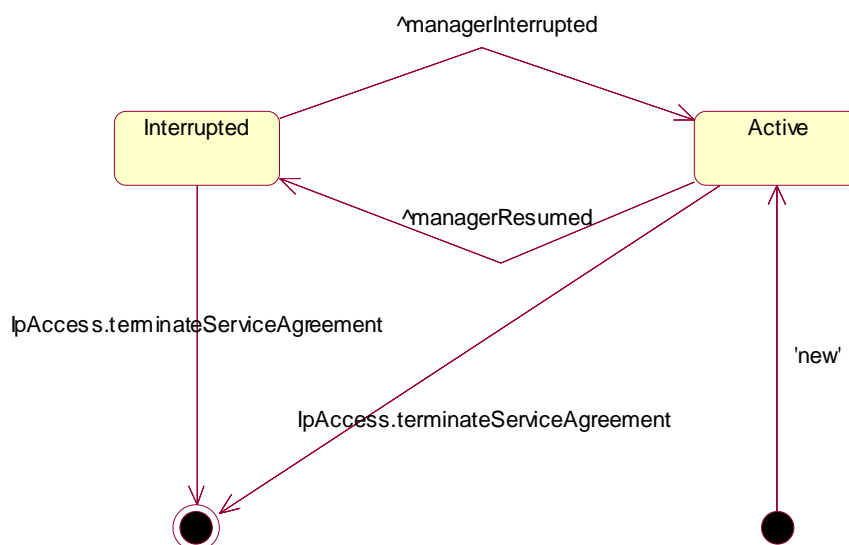 ^managerInterrupted
Interrupted
Active
^managerResumed
IpAccess.terminateServiceAgreement
'new'
IpAccess.terminateServiceAgreement